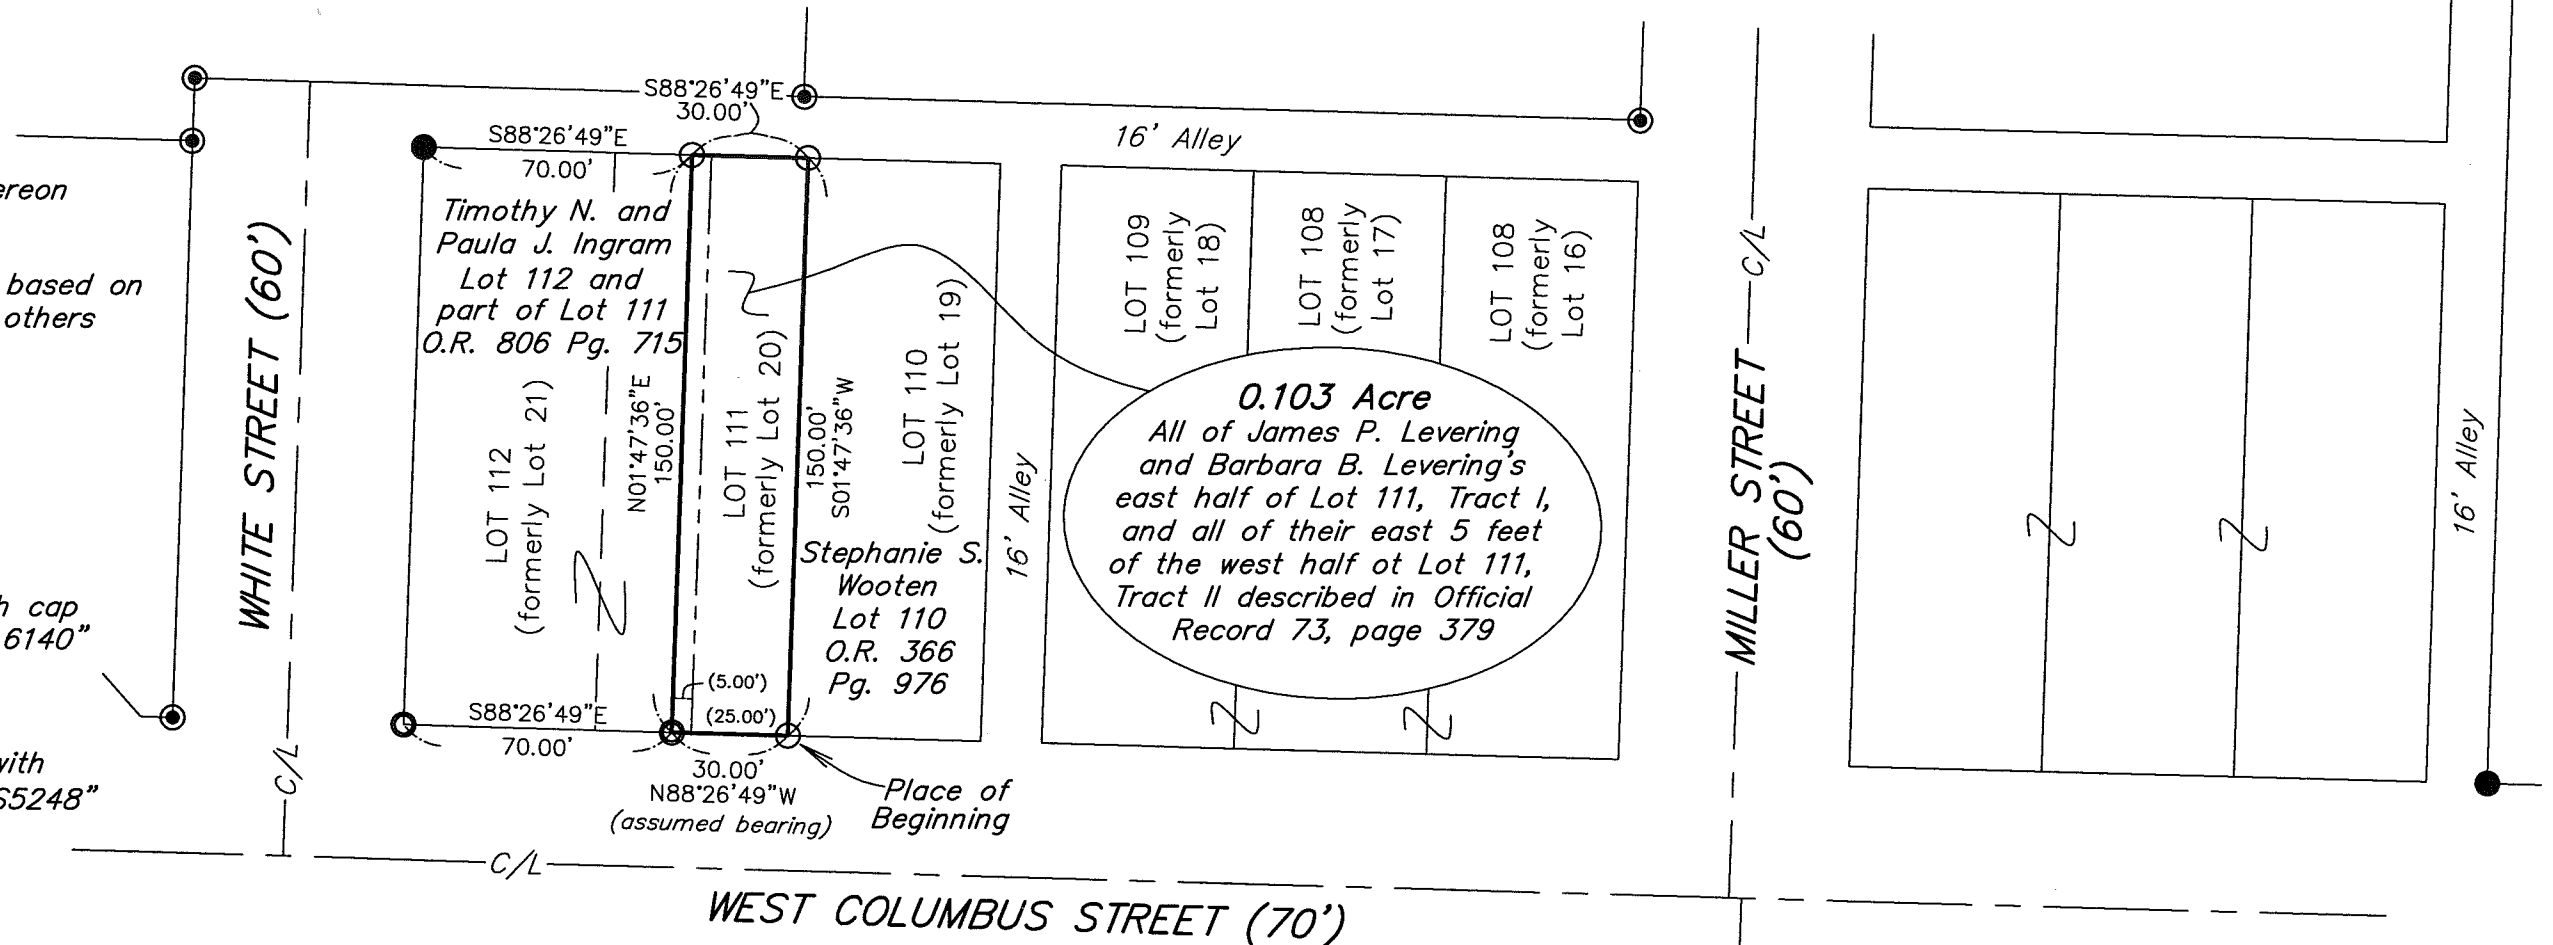 S88°26'49"E
30.00'
S88°26'49"E
70.00'
16' Alley
ereon
based on
others
h cap
6140"
with
S5248"
WHITE STREET (60')
C/L
Timothy N. and
Paula J. Ingram
Lot 112 and
part of Lot 111
O.R. 806 Pg. 715
LOT 112
(formerly Lot 21)
N01°47'36"E
150.00'
LOT 111
(formerly Lot 20)
150.00'
S01°47'36"W
LOT 110
(formerly Lot 19)
Stephanie S.
Wooten
Lot 110
O.R. 366
Pg. 976
(5.00')
(25.00')
S88°26'49"E
70.00'
30.00'
N88°26'49"W
(assumed bearing)
Place of
Beginning
16' Alley
LOT 109
(formerly
Lot 18)
LOT 108
(formerly
Lot 17)
LOT 108
(formerly
Lot 16)
0.103 Acre
All of James P. Levering
and Barbara B. Levering's
east half of Lot 111, Tract I,
and all of their east 5 feet
of the west half ot Lot 111,
Tract II described in Official
Record 73, page 379
C/L
MILLER STREET
(60')
16' Alley
C/L
WEST COLUMBUS STREET (70')